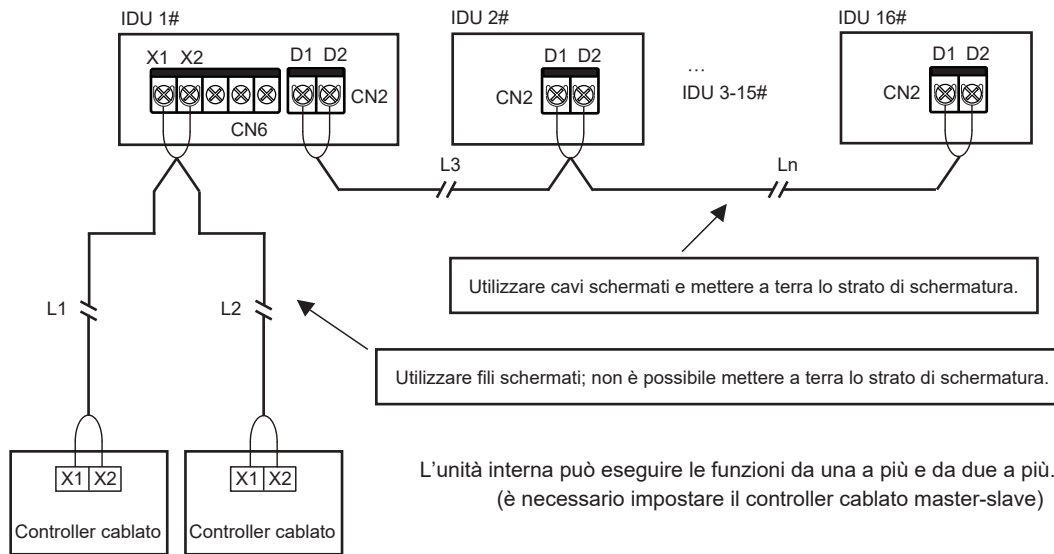 IDU 1#
IDU 2#
IDU 16#
X1 X2
D1 D2
CN2
CN6
D1 D2
CN2
...
IDU 3-15#
D1 D2
CN2
L3
Ln
Utilizzare cavi schermati e mettere a terra lo strato di schermatura.
L1
L2
Utilizzare fili schermati; non è possibile mettere a terra lo strato di schermatura.
X1 X2
Controller cablato
X1 X2
Controller cablato
L'unità interna può eseguire le funzioni da una a più e da due a più.
(è necessario impostare il controller cablato master-slave)